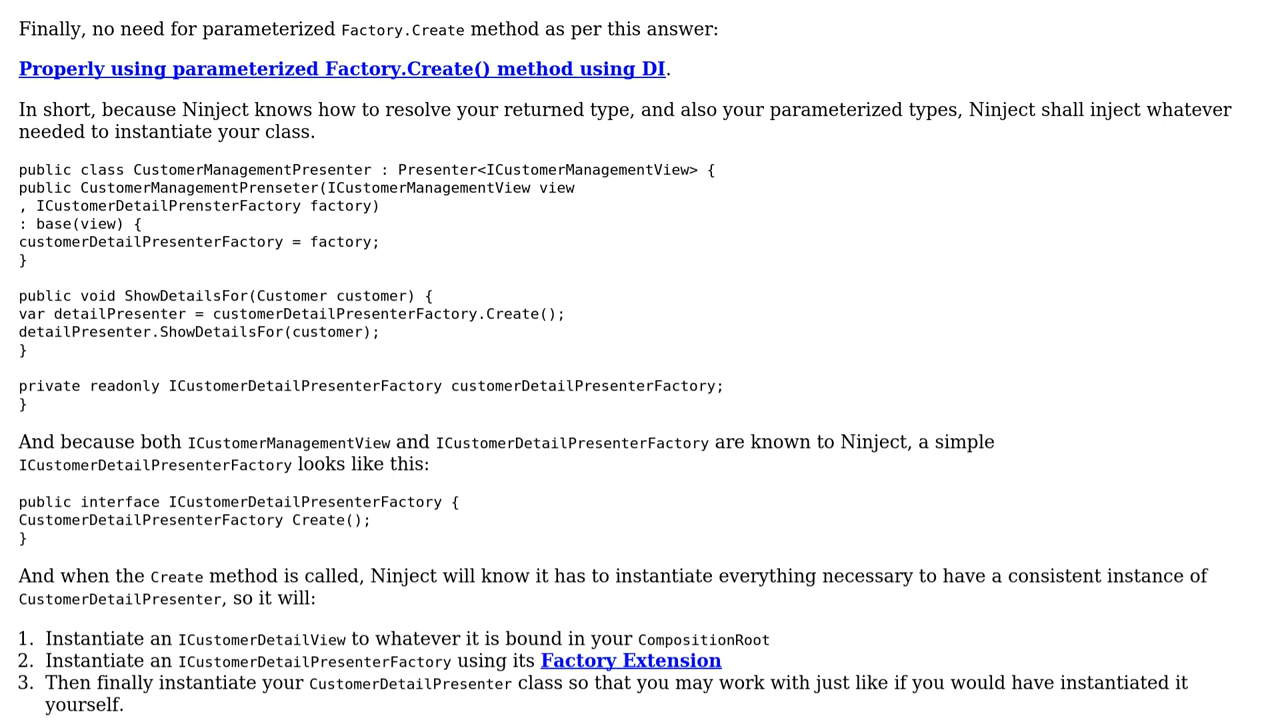 Finally, no need for parameterized Factory.Create method as per this answer:
Properly using parameterized Factory.Create() method using DI.
In short, because Ninject knows how to resolve your returned type, and also your parameterized types, Ninject shall inject whatever
needed to instantiate your class.
public class CustomerManagementPresenter : Presenter<ICustomerManagementView> {
public CustomerManagementPrenseter(ICustomerManagementView view
, ICustomerDetailPrensterFactory factory)
: base(view) {
customerDetailPresenterFactory = factory;
}
public void ShowDetailsFor(Customer customer) {
var detailPresenter = customerDetailPresenterFactory.Create();
detailPresenter.ShowDetailsFor(customer);
}
private readonly ICustomerDetailPresenterFactory customerDetailPresenterFactory;
}
And because both ICustomerManagementView and ICustomerDetailPresenterFactory are known to Ninject, a simple
ICustomerDetailPresenterFactory looks like this:
public interface ICustomerDetailPresenterFactory {
CustomerDetailPresenterFactory Create();
}
And when the Create method is called, Ninject will know it has to instantiate everything necessary to have a consistent instance of
CustomerDetailPresenter, so it will:
1. Instantiate an ICustomerDetailView to whatever it is bound in your CompositionRoot
2. Instantiate an ICustomerDetailPresenterFactory using its Factory Extension
3. Then finally instantiate your CustomerDetailPresenter class so that you may work with just like if you would have instantiated it
yourself.